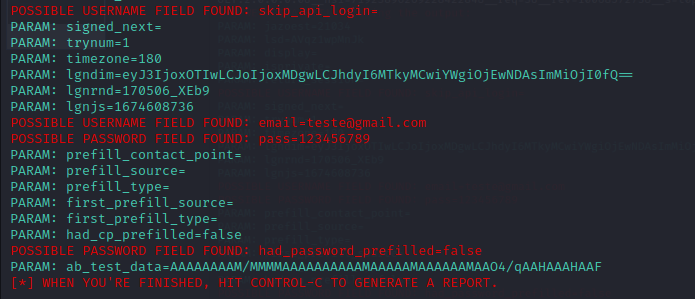 POSSIBLE USERNAME FIELD FOUND: skip_api_login=
PARAM: signed_next=
PARAM: trynum=1
PARAM: timezone=180
PARAM: lgndim=eyJ3IjoxOTIwLCJoIjoxMDgwLCJhdyI6MTkyMCwiYWgiOjEwNDAsImMiOjI0fQ==
PARAM: lgnrnd=170506_XEb9
PARAM: lgnjs=1674608736
POSSIBLE USERNAME FIELD FOUND: email=teste@gmail.com
POSSIBLE PASSWORD FIELD FOUND: pass=123456789
PARAM: prefill_contact_point=
PARAM: prefill_source=
PARAM: prefill_type=
PARAM: first_prefill_source=
PARAM: first_prefill_type=
PARAM: had_cp_prefilled=false
POSSIBLE PASSWORD FIELD FOUND: had_password_prefilled=false
PARAM: ab_test_data=AAAAAAAAM/MMMMAAAAAAAAAAMAAAAAMAAAAAAMAAO4/qAAHAAAHAAF
[*] WHEN YOU'RE FINISHED, HIT CONTROL-C TO GENERATE A REPORT.